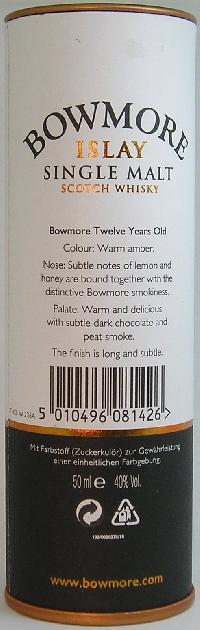 BOWMORE
ISLAY
SINGLE MALT
SCOTCH WHISKY
Bowmore Twelve Years Old
Colour: Warm amber.
Nose: Subtle notes of lemon and
honey are bound together with the
distinctive Bowmore smokiness.
Palate: Warm and delicious
with subtle dark chocolate and
peat smoke.
The finish is long and subtle.
5 010496 081426 >
Mit Farbstoff (Zuckerkulör) zur Gewährleistung
einer einheitlichen Farbgebung.
50 ml e 40% Vol.
www.bowmore.com